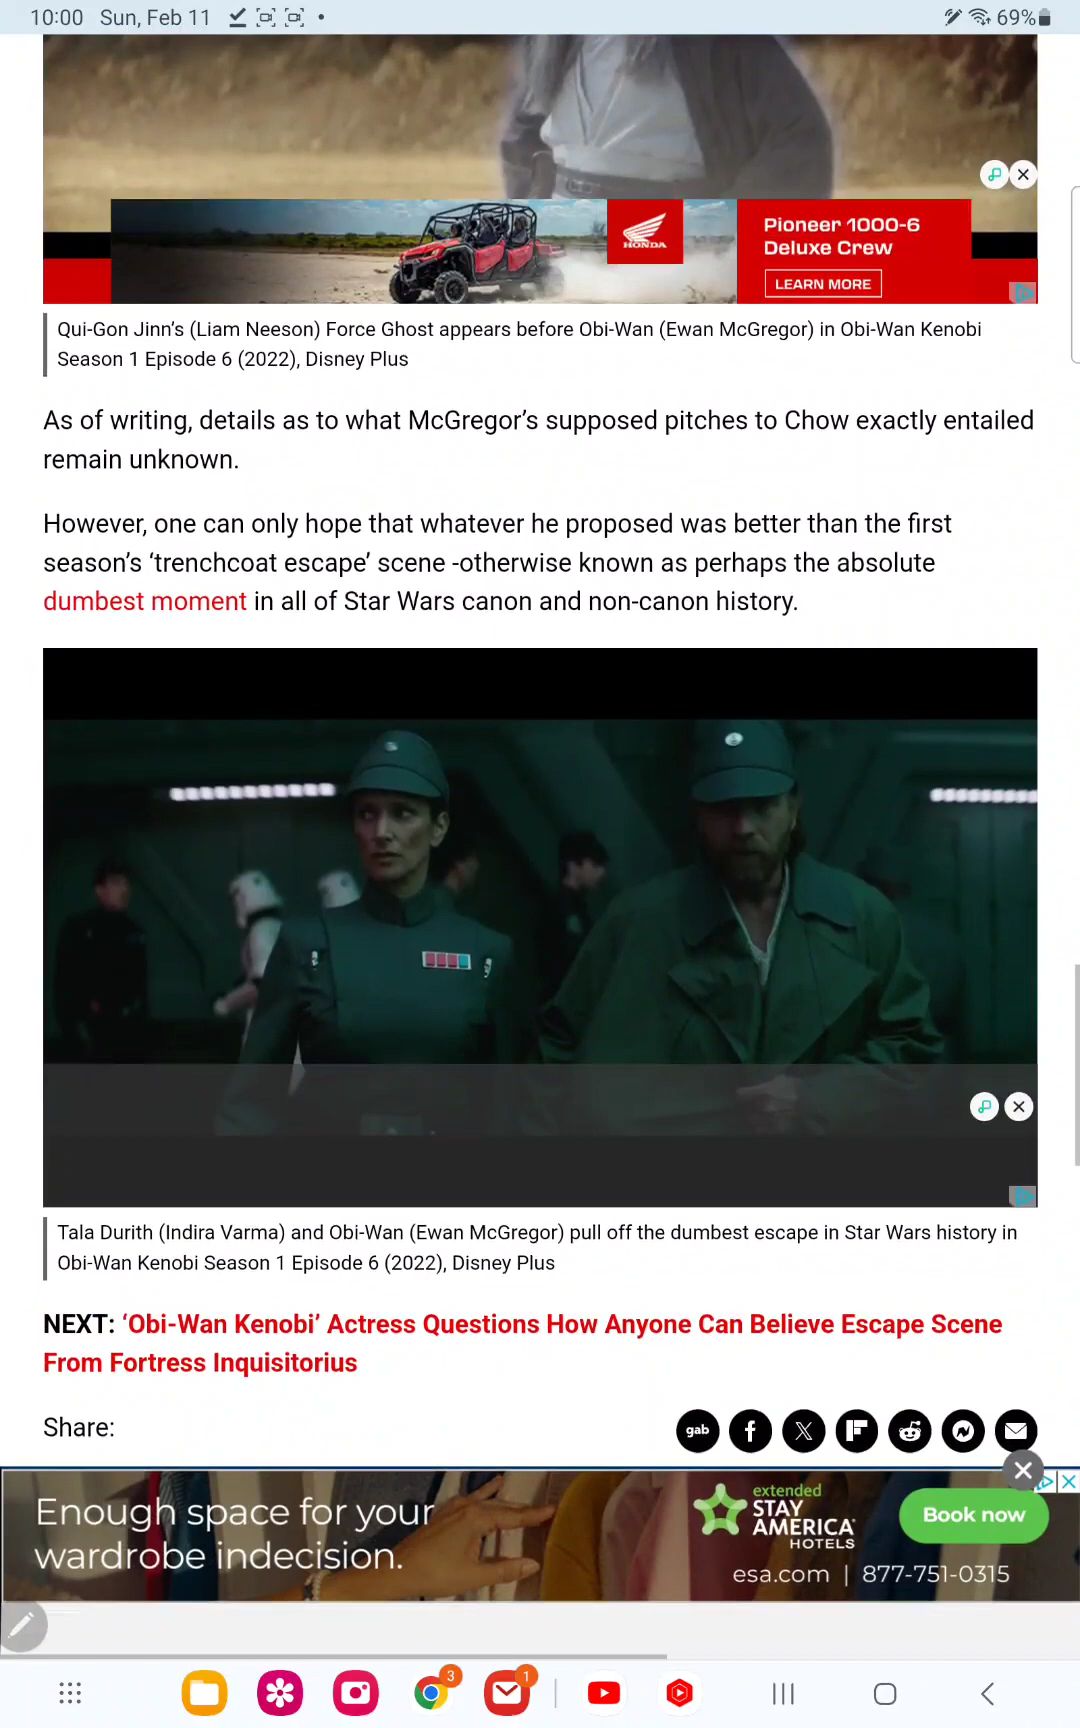 10:00 Sun, Feb 11
69%
HONDA
Pioneer 1000-6
Deluxe Crew
LEARN MORE
Qui-Gon Jinn's (Liam Neeson) Force Ghost appears before Obi-Wan (Ewan McGregor) in Obi-Wan Kenobi
Season 1 Episode 6 (2022), Disney Plus
As of writing, details as to what McGregor's supposed pitches to Chow exactly entailed
remain unknown.
However, one can only hope that whatever he proposed was better than the first
season's 'trenchcoat escape' scene -otherwise known as perhaps the absolute
dumbest moment in all of Star Wars canon and non-canon history.
Tala Durith (Indira Varma) and Obi-Wan (Ewan McGregor) pull off the dumbest escape in Star Wars history in
Obi-Wan Kenobi Season 1 Episode 6 (2022), Disney Plus
NEXT: 'Obi-Wan Kenobi' Actress Questions How Anyone Can Believe Escape Scene
From Fortress Inquisitorius
Share:
gab
Enough space for your
wardrobe indecision.
extended
STAY
AMERICA
HOTELS
Book now
esa.com | 877-751-0315
3
1